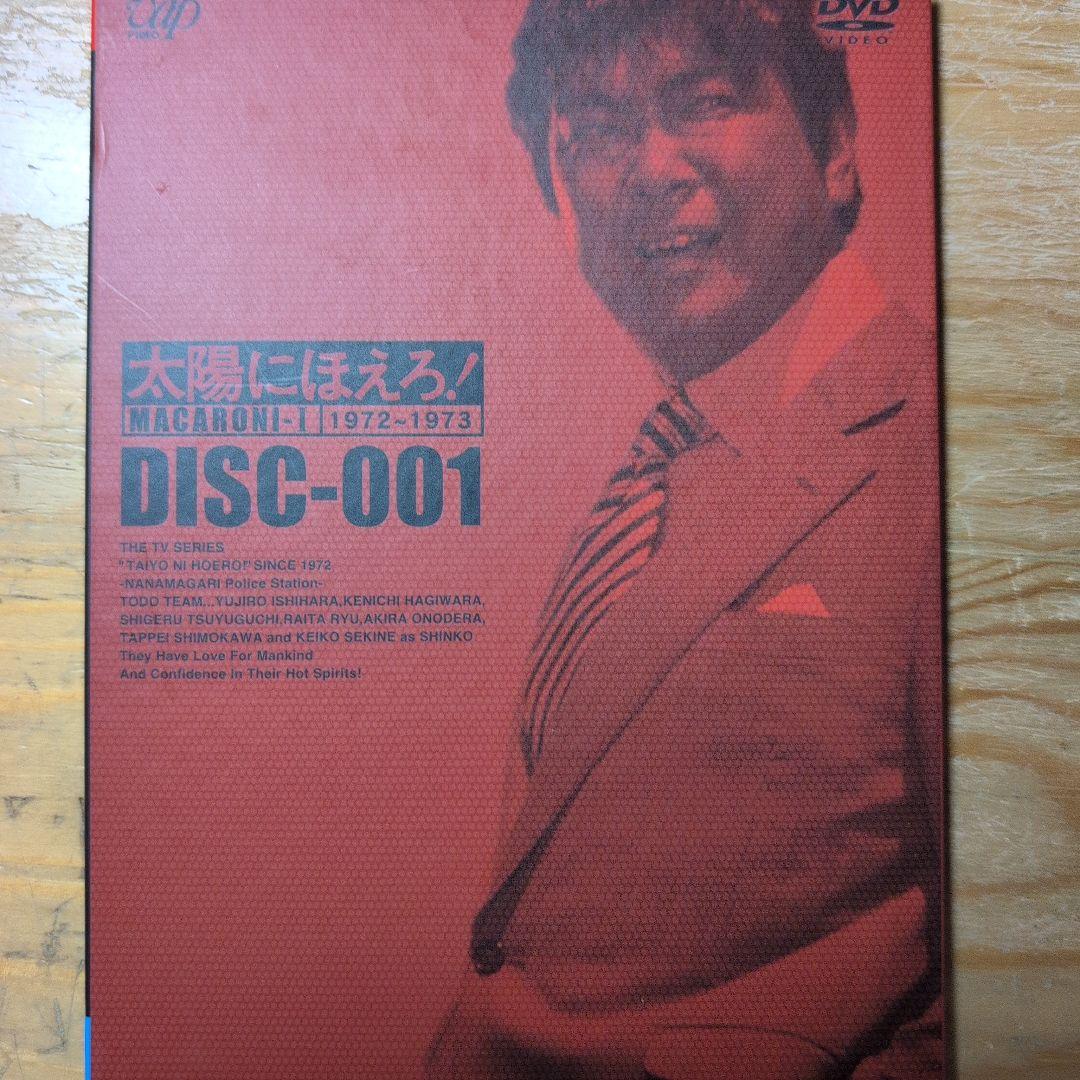 vap
VIDEO
DVD
VIDEO
太陽にほえろ!
MACARONI-I 1972~1973
DISC-001
THE TV SERIES
"TAIYO NI HOERO!" SINCE 1972
-NANAMAGARI Police Station-
TODO TEAM...YUJIRO ISHIHARA,KENICHI HAGIWARA,
SHIGERU TSUYUGUCHI,RAITA RYU,AKIRA ONODERA,
TAPPEI SHIMOKAWA and KEIKO SEKINE as SHINKO
They Have Love For Mankind
And Confidence In Their Hot Spirits!